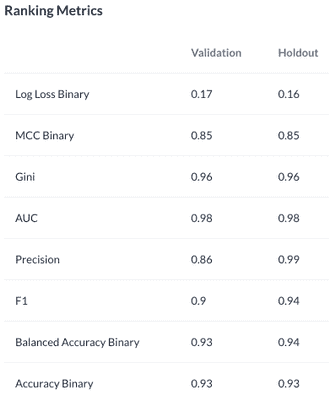 Ranking Metrics
Validation Holdout
Log Loss Binary 0.17 0.16
MCC Binary 0.85 0.85
Gini 0.96 0.96
AUC 0.98 0.98
Precision 0.86 0.99
F1 0.9 0.94
Balanced Accuracy Binary 0.93 0.94
Accuracy Binary 0.93 0.93